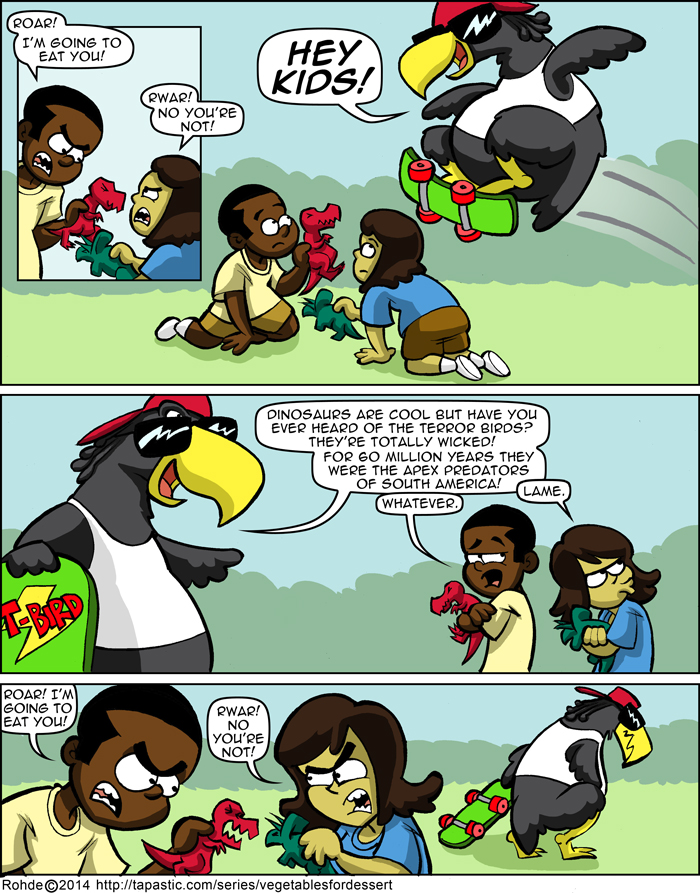 ROAR!
I'M GOING TO
EAT YOU!
RWAR!
NO YOU'RE
NOT!
HEY
KIDS!
DINOSAURS ARE COOL BUT HAVE YOU
EVER HEARD OF THE TERROR BIRDS?
THEY'RE TOTALLY WICKED!
FOR 60 MILLION YEARS THEY
WERE THE APEX PREDATORS
OF SOUTH AMERICA!
WHATEVER.
LAME.
T-BIRD
ROAR! I'M
GOING TO
EAT YOU!
RWAR!
NO
YOU'RE
NOT!
Rohde ©2014 http://tapastic.com/series/vegetablesfordessert